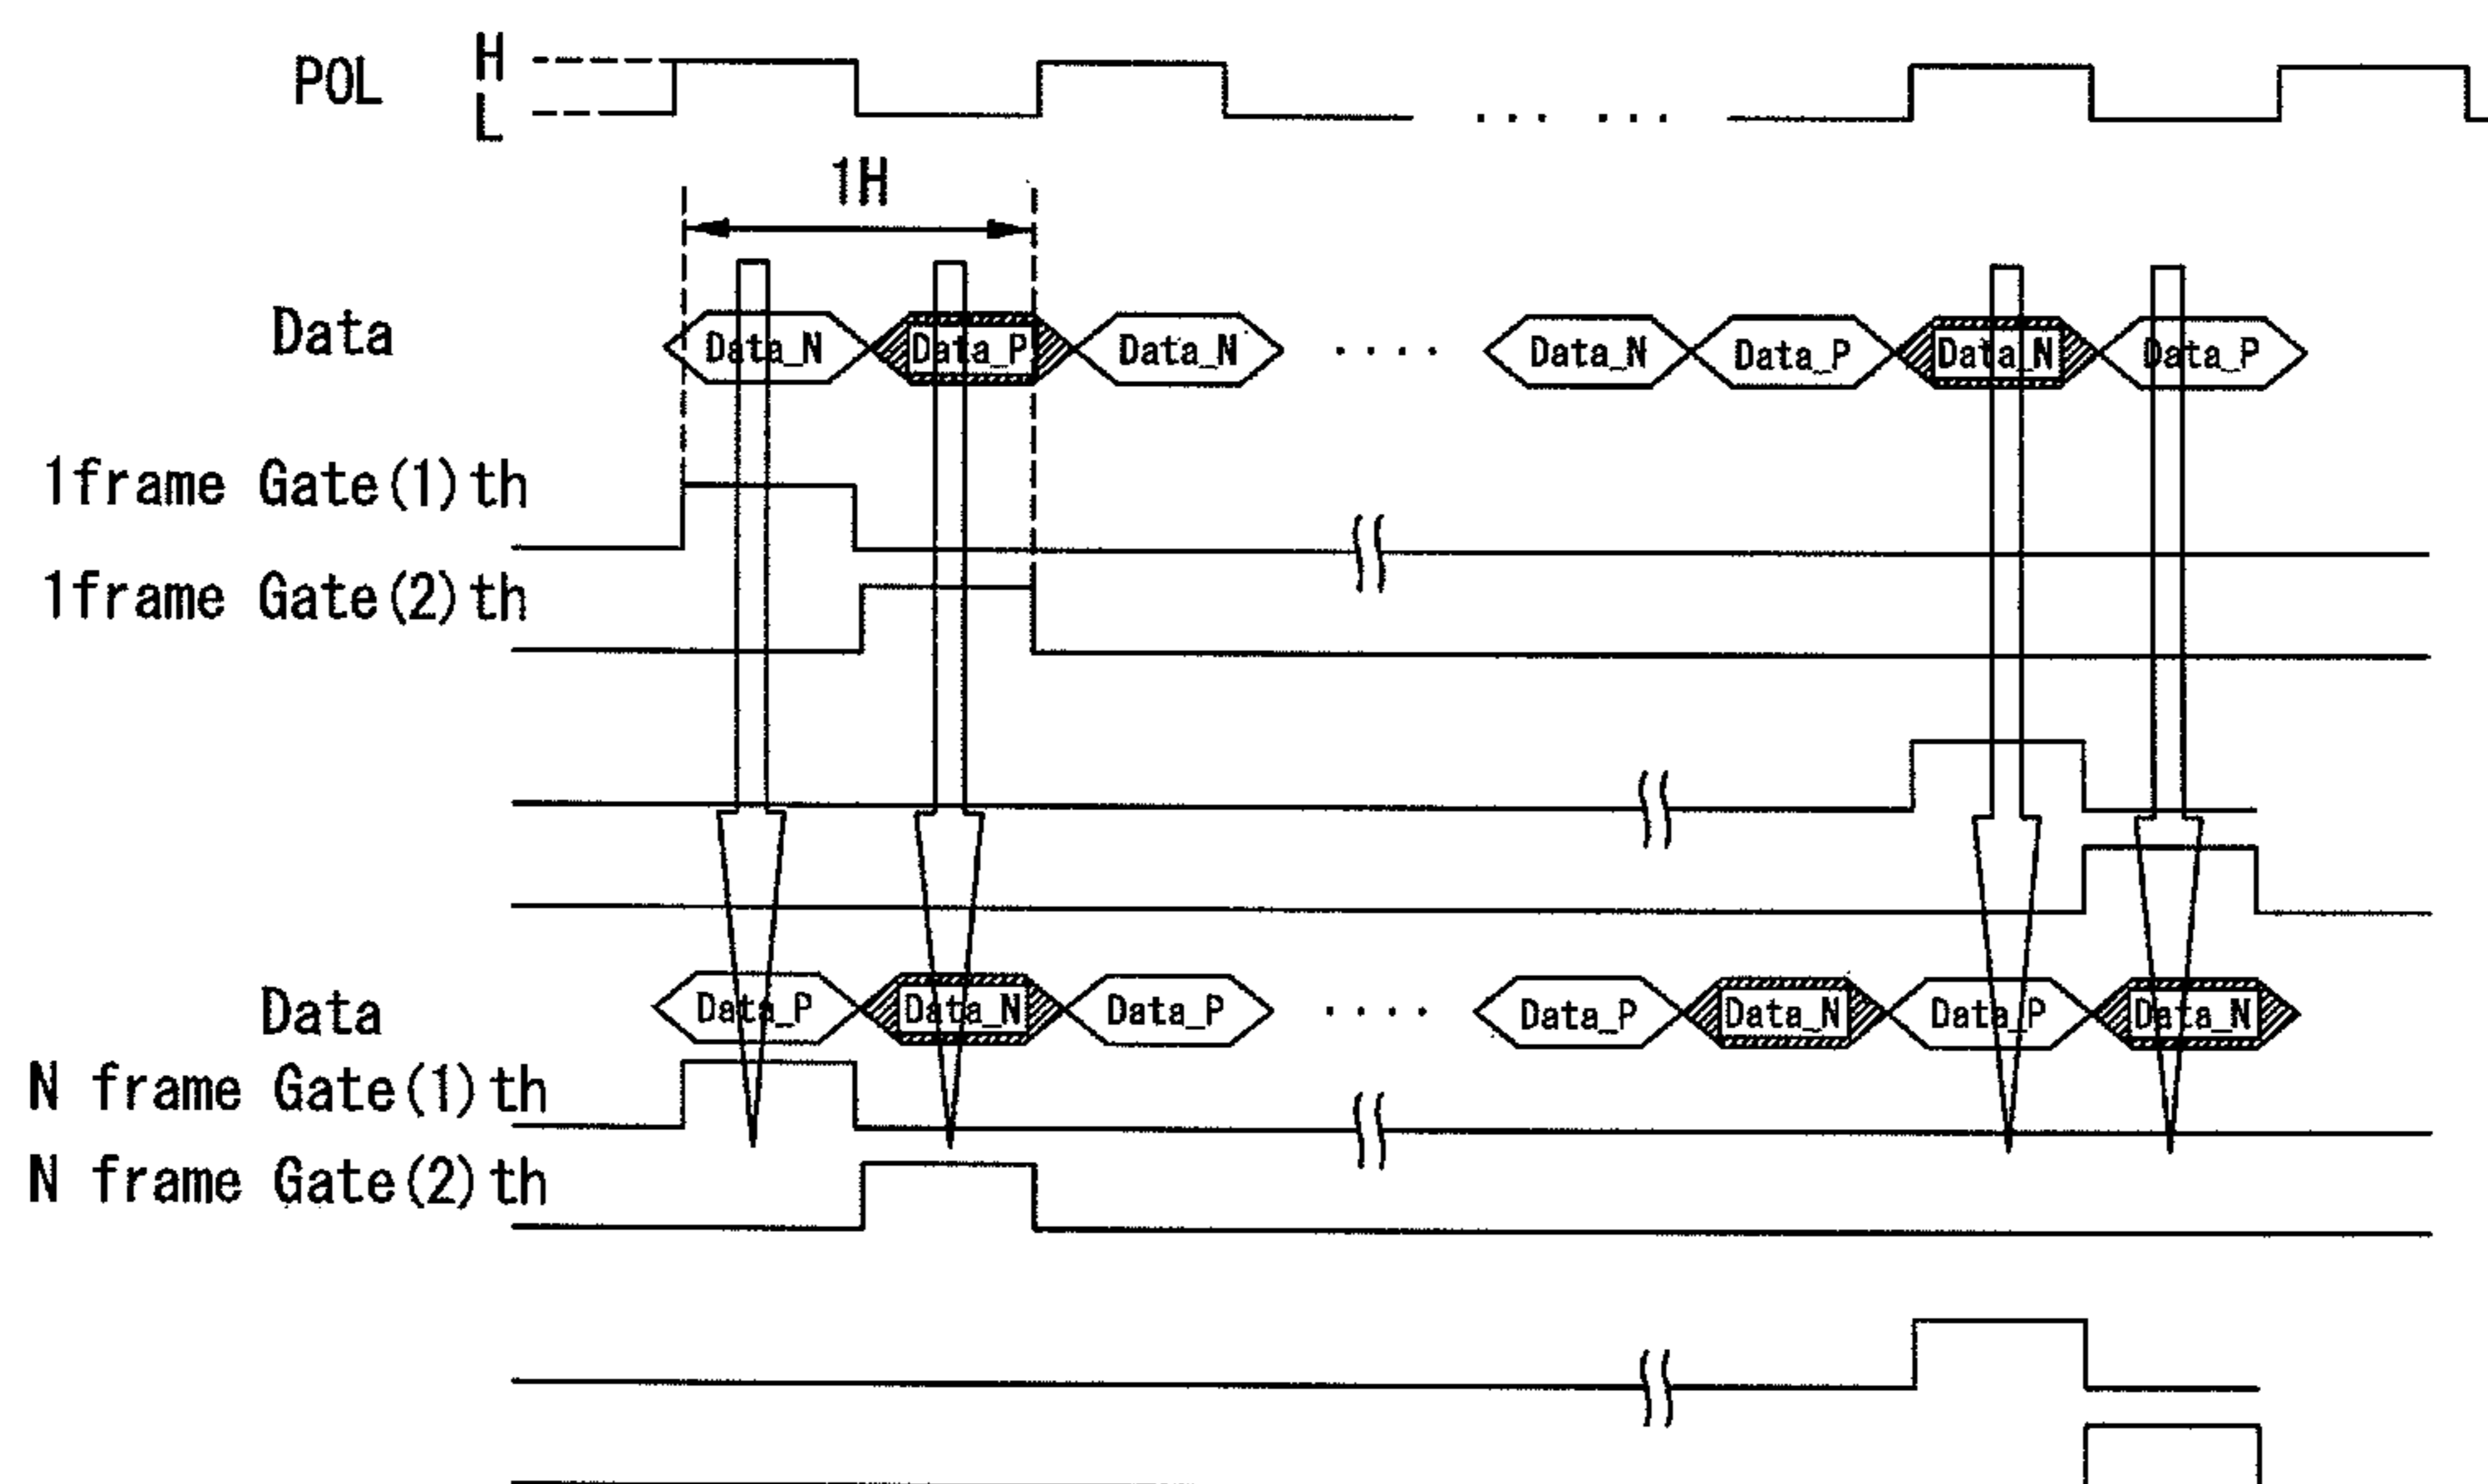 POL H
L
1H
Data Data_N Data_P Data_N .... Data_N Data_P Data_N Data_P
1frame Gate(1)th
1frame Gate(2)th
Data Data_P Data_N Data_P .... Data_P Data_N Data_P Data_N
N frame Gate(1)th
N frame Gate(2)th